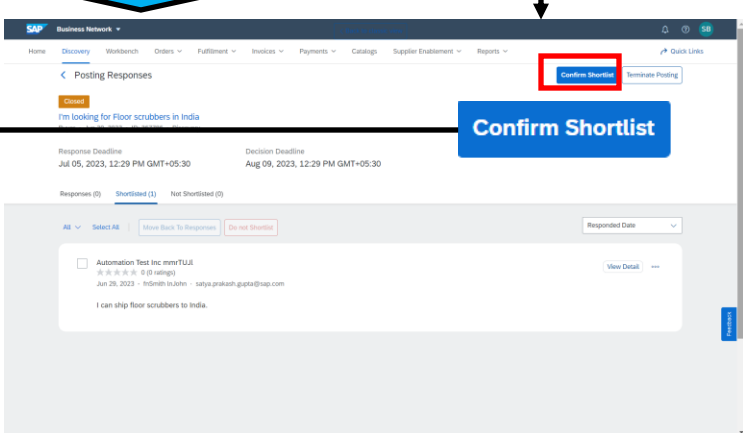 SAP Business Network
SB
Home Discovery Workbench Orders Fulfillment Invoices Payments Catalogs Supplier Enablement Reports Quick Links
Posting Responses
Confirm Shortlist Terminate Posting
Closed
I'm looking for Floor scrubbers in India
Confirm Shortlist
Response Deadline Decision Deadline
Jul 05, 2023, 12:29 PM GMT+05:30 Aug 09, 2023, 12:29 PM GMT+05:30
Responses (0) Shortlisted (1) Not Shortlisted (0)
All Select All Move Back To Responses Do not Shortlist Responded Date
Automation Test Inc mmrTUJl
0 (0 ratings) View Detail
Jun 29, 2023 - fnSmith lnJohn - satya.prakash.gupta@sap.com
I can ship floor scrubbers to India.
Feedback